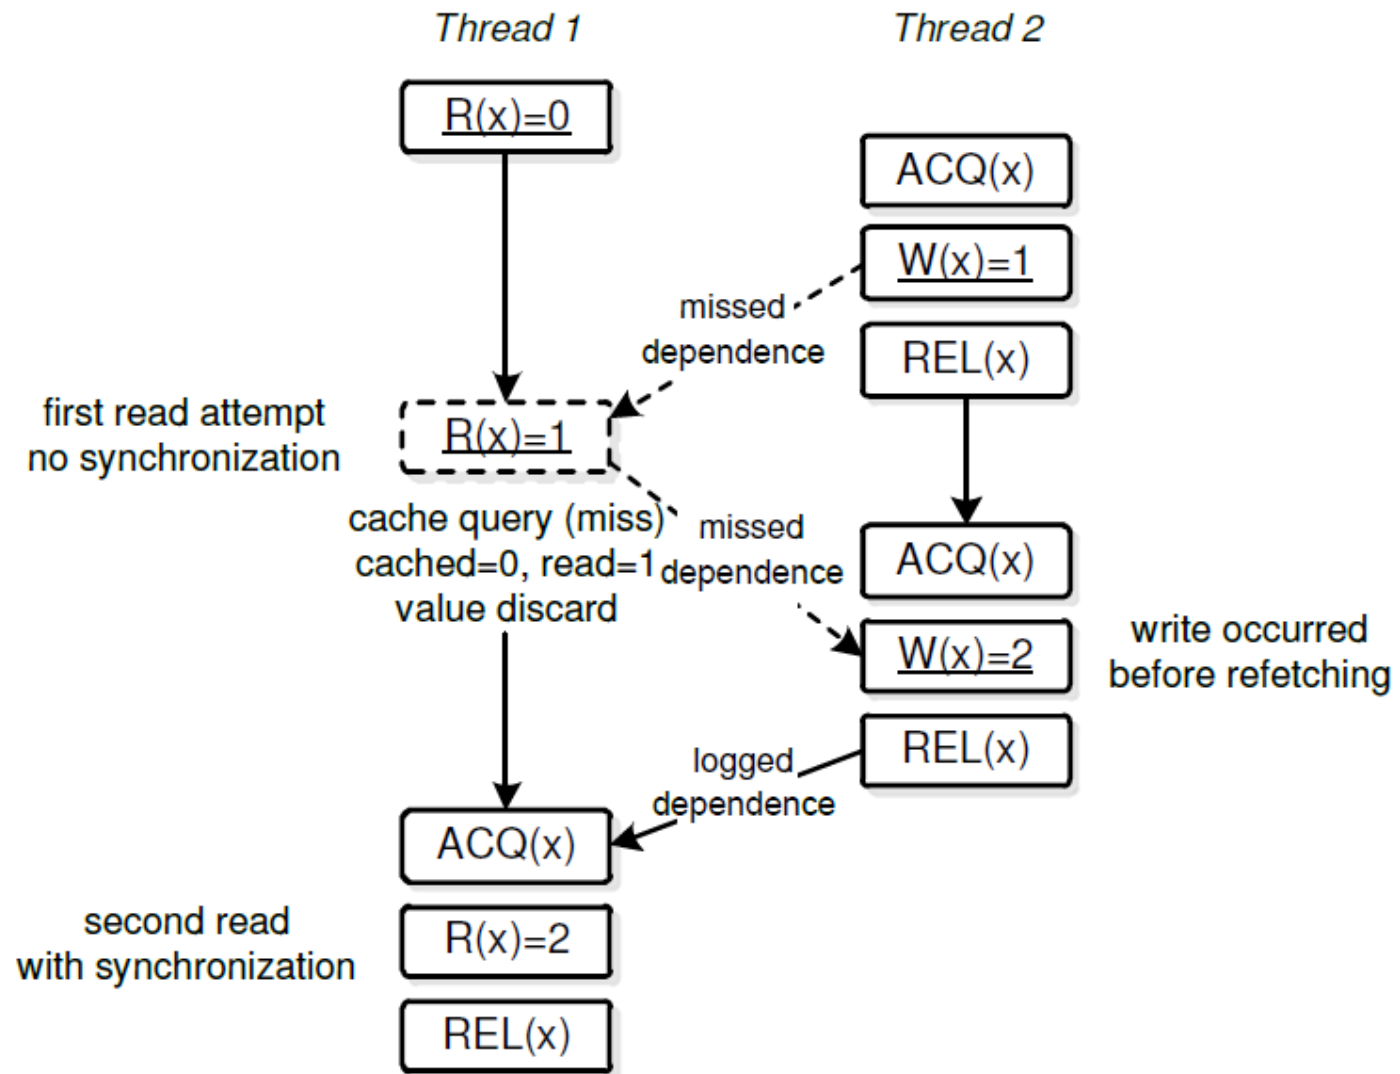 Thread 1
Thread 2
R(x)=0
ACQ(x)
W(x)=1
missed
dependence
REL(x)
first read attempt
no synchronization
R(x)=1
cache query (miss)
cached=0, read=1
value discard
missed
dependence
ACQ(x)
W(x)=2
write occurred
before refetching
REL(x)
logged
dependence
ACQ(x)
second read
with synchronization
R(x)=2
REL(x)